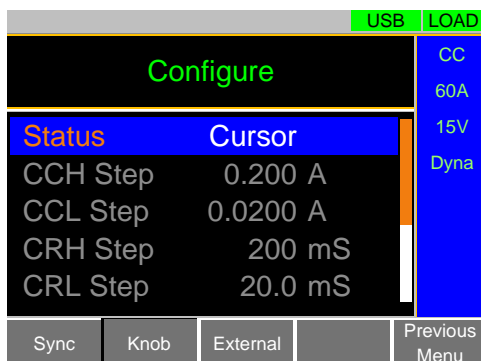 USB LOAD
Configure
CC
60A
15V
Dyna
Status Cursor
CCH Step 0.200 A
CCL Step 0.0200 A
CRH Step 200 mS
CRL Step 20.0 mS
Sync Knob External Previous Menu